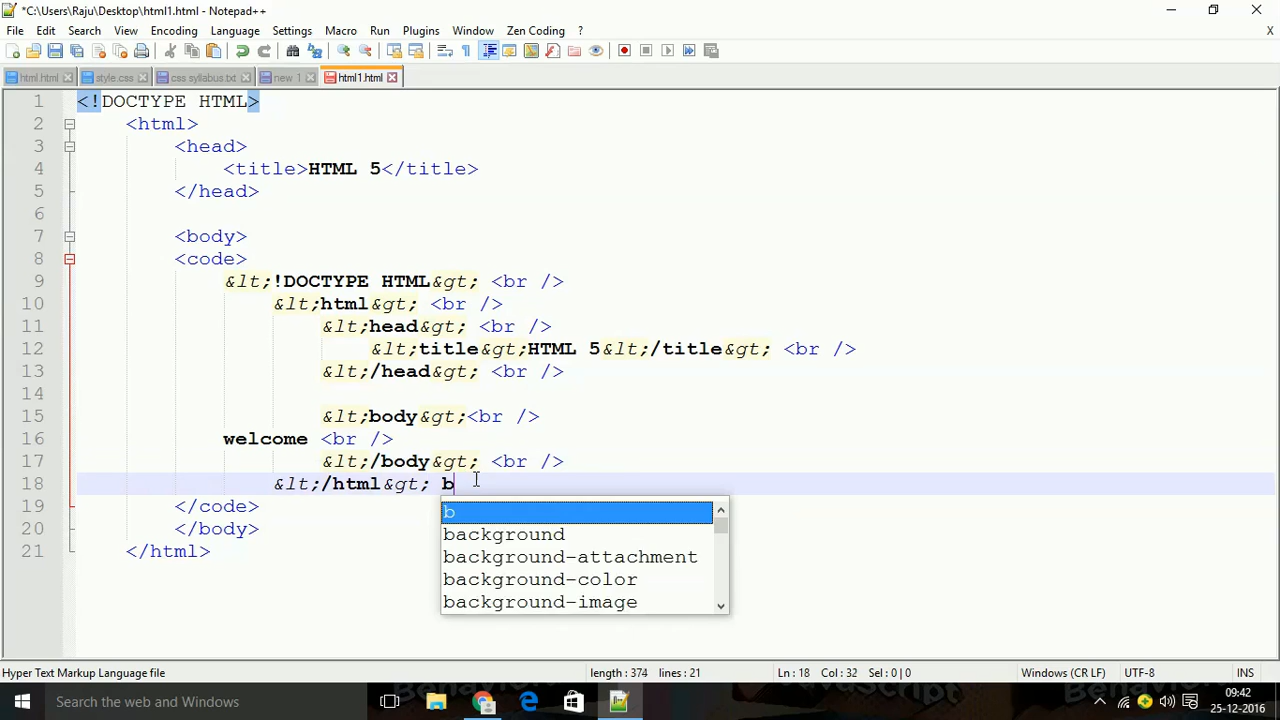 *C:\Users\Raju\Desktop\html1.html - Notepad++
File Edit Search View Encoding Language Settings Macro Run Plugins Window Zen Coding ? X
html.html style.css css syllabus.txt new 1 html1.html
1 <!DOCTYPE HTML>
2 <html>
3 <head>
4 <title>HTML 5</title>
5 </head>
6
7 <body>
8 <code>
9 &lt;!DOCTYPE HTML&gt; <br />
10 &lt;html&gt; <br />
11 &lt;head&gt; <br />
12 &lt;title&gt;HTML 5&lt;/title&gt; <br />
13 &lt;/head&gt; <br />
14
15 &lt;body&gt;<br />
16 welcome <br />
17 &lt;/body&gt; <br />
18 &lt;/html&gt; b
19 </code>
20 </body>
21 </html>
b
background
background-attachment
background-color
background-image
Hyper Text Markup Language file length : 374 lines : 21 Ln : 18 Col : 32 Sel : 0 | 0 Windows (CR LF) UTF-8 INS
Search the web and Windows
09:42
25-12-2016